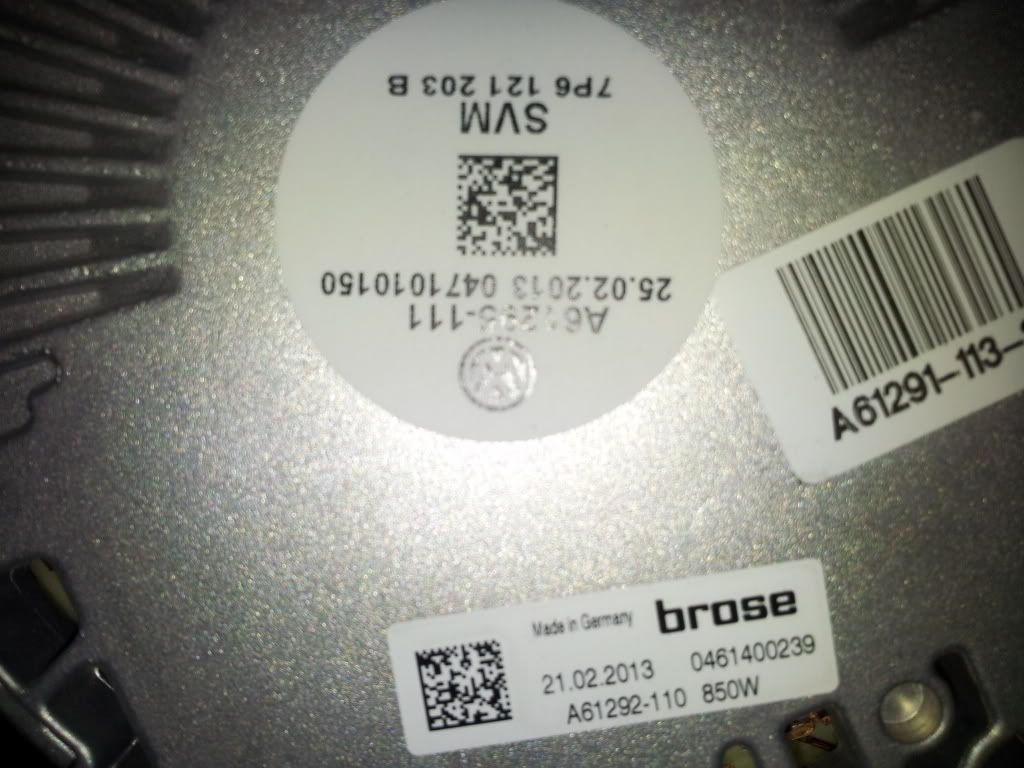 25.02.2013 0471010150
SVM
7P6 121 203 B
A61291-113-
Made in Germany brose
21.02.2013 0461400239
A61292-110 850W